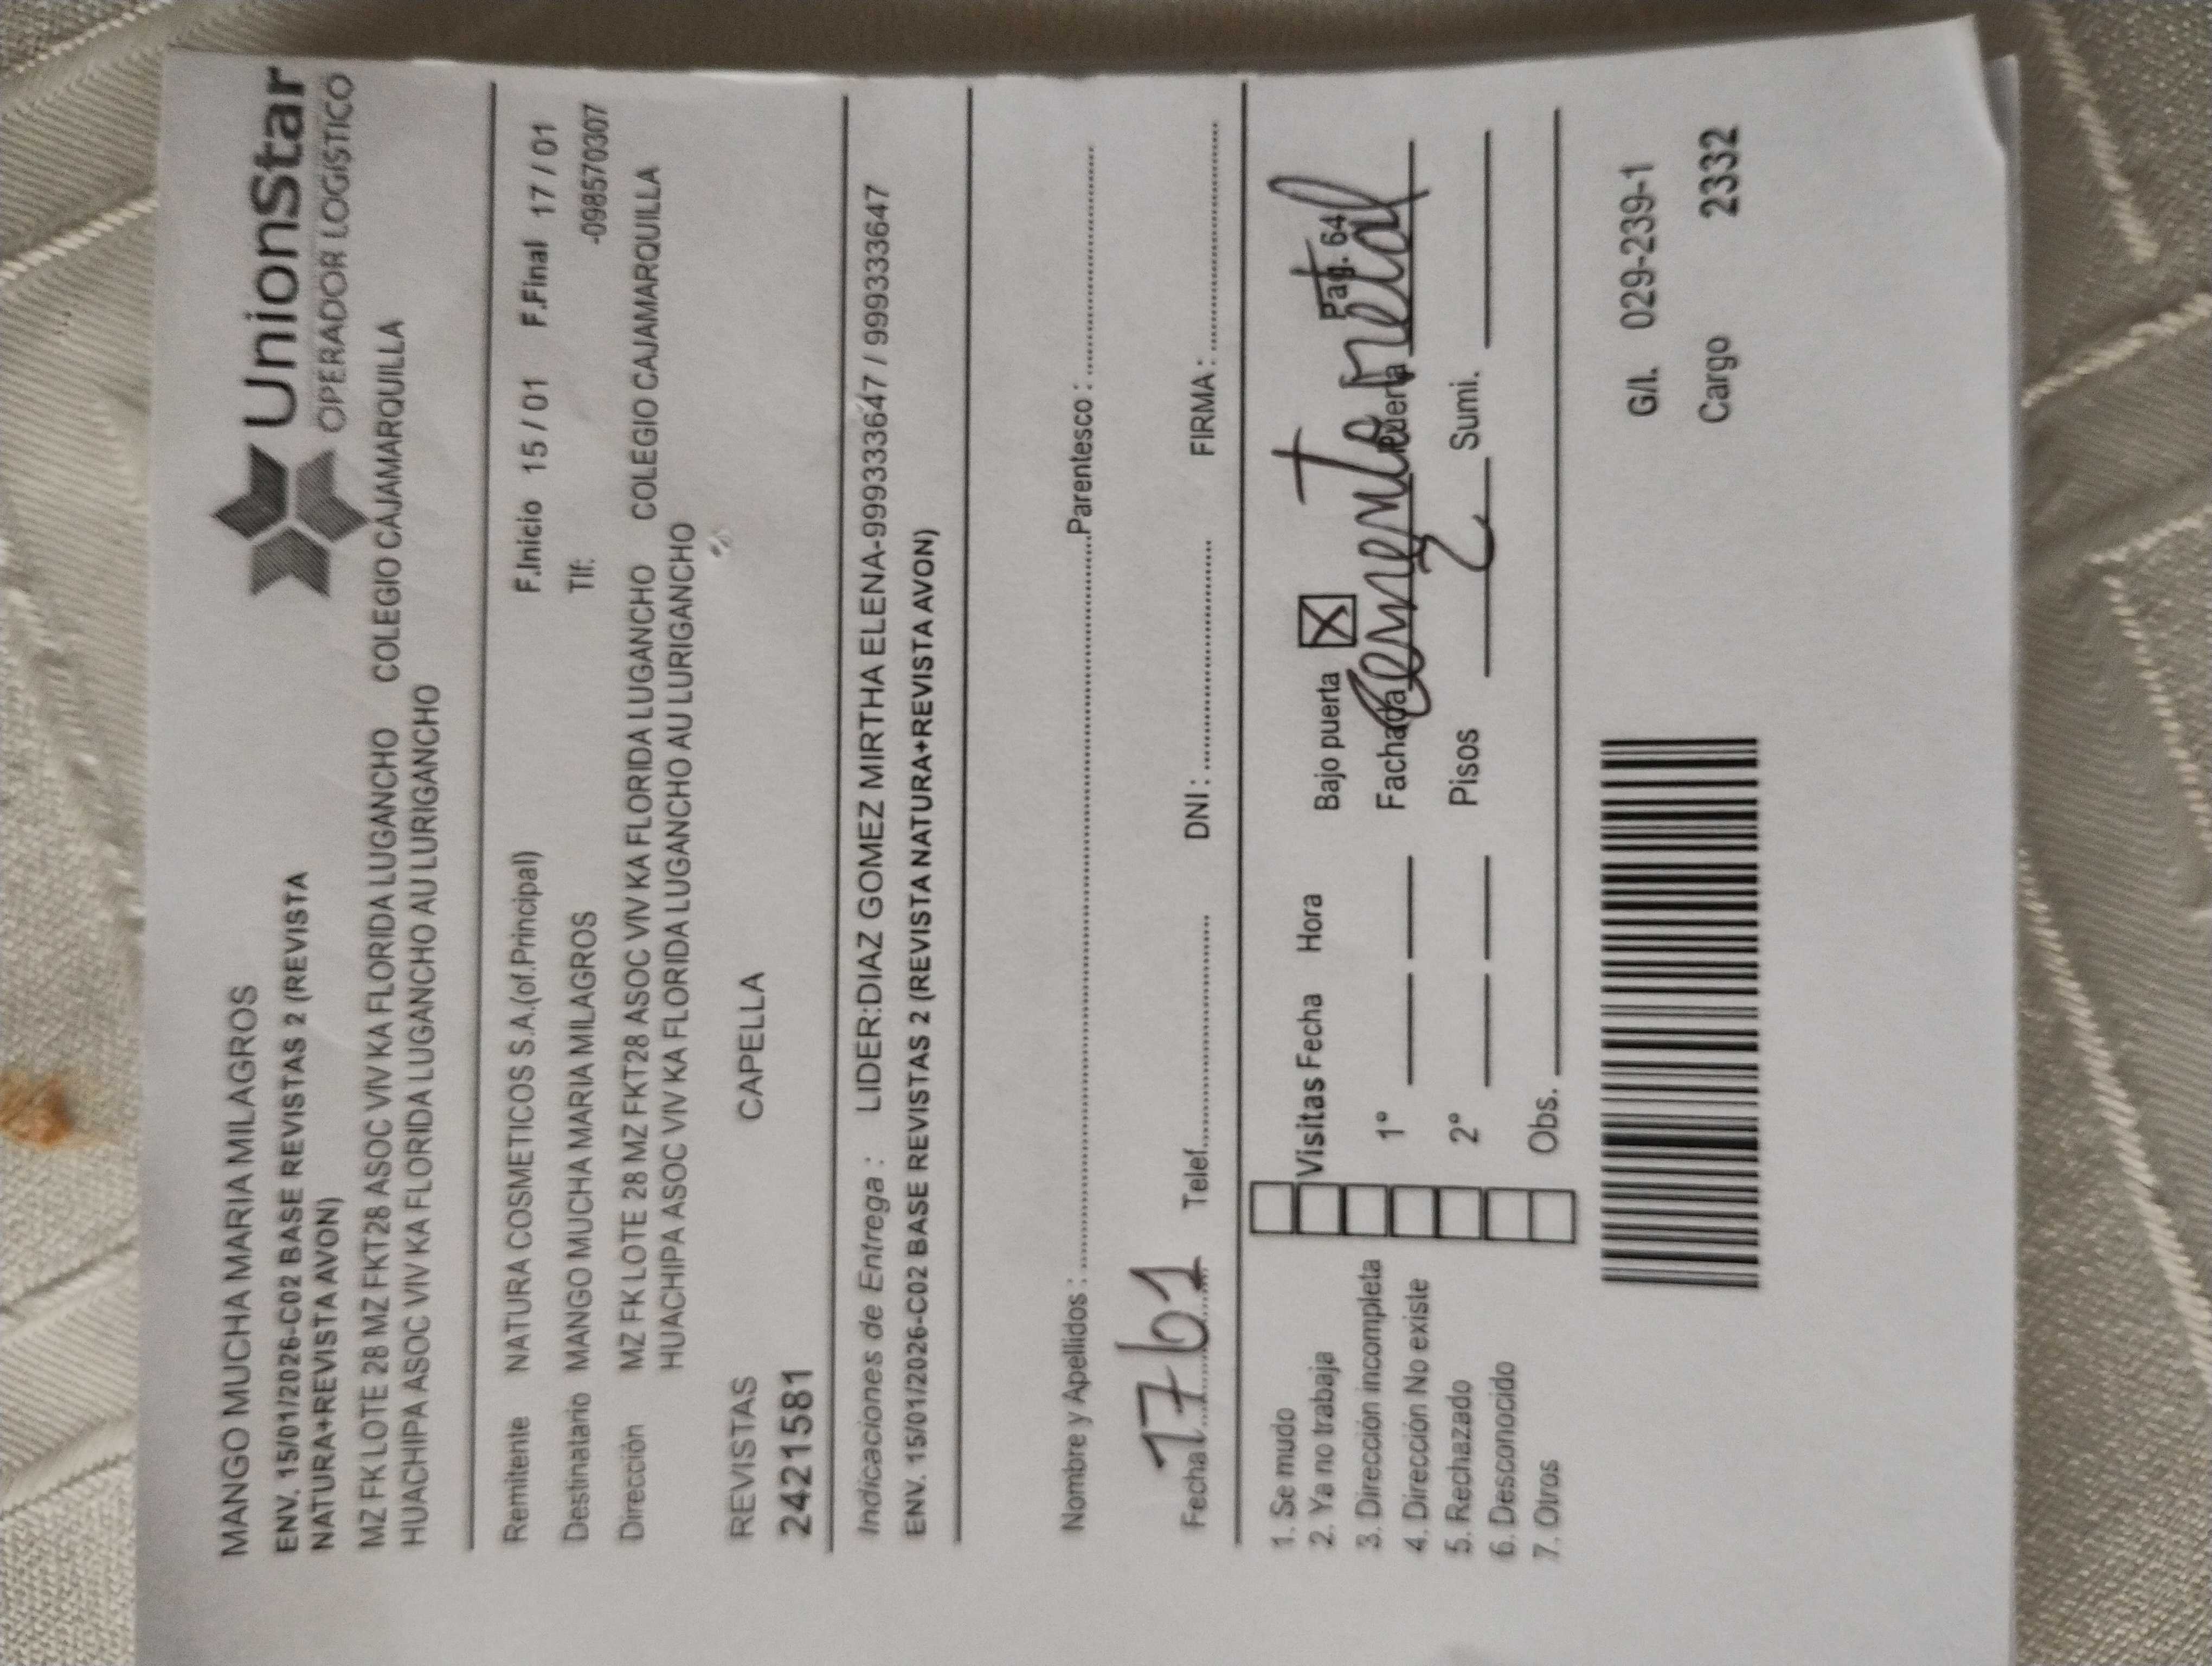 UnionStar
OPERADOR LOGÍSTICO
MANGO MUCHA MARIA MILAGROS
ENV. 15/01/2026-C02 BASE REVISTAS 2 (REVISTA
NATURA+REVISTA AVON)
MZ FK LOTE 28 MZ FKT28 ASOC VIV KA FLORIDA LUGANCHO COLEGIO CAJAMARQUILLA
HUACHIPA ASOC VIV KA FLORIDA LUGANCHO AU LURIGANCHO
Remitente NATURA COSMETICOS S.A.(of.Principal) F.Inicio 15 / 01 F.Final 17 / 01
Destinatario MANGO MUCHA MARIA MILAGROS Tlf: -098570307
Dirección MZ FK LOTE 28 MZ FKT28 ASOC VIV KA FLORIDA LUGANCHO COLEGIO CAJAMARQUILLA
HUACHIPA ASOC VIV KA FLORIDA LUGANCHO AU LURIGANCHO
REVISTAS CAPELLA
2421581
Indicaciones de Entrega : LIDER:DIAZ GOMEZ MIRTHA ELENA-999333647 / 999333647
ENV. 15/01/2026-C02 BASE REVISTAS 2 (REVISTA NATURA+REVISTA AVON)
Nombre y Apellidos : Parentesco :
Fecha 17 01 Telef. DNI : FIRMA :
1. Se mudo
2. Ya no trabaja
3. Dirección incompleta
4. Dirección No existe
5. Rechazado
6. Desconocido
7. Otros
Visitas Fecha Hora
1°
2°
Obs.
Bajo puerta X Pag. 64
Fachada Cemento Puerta metal
Pisos 2 Sumi.
G/I. 029-239-1
Cargo 2332